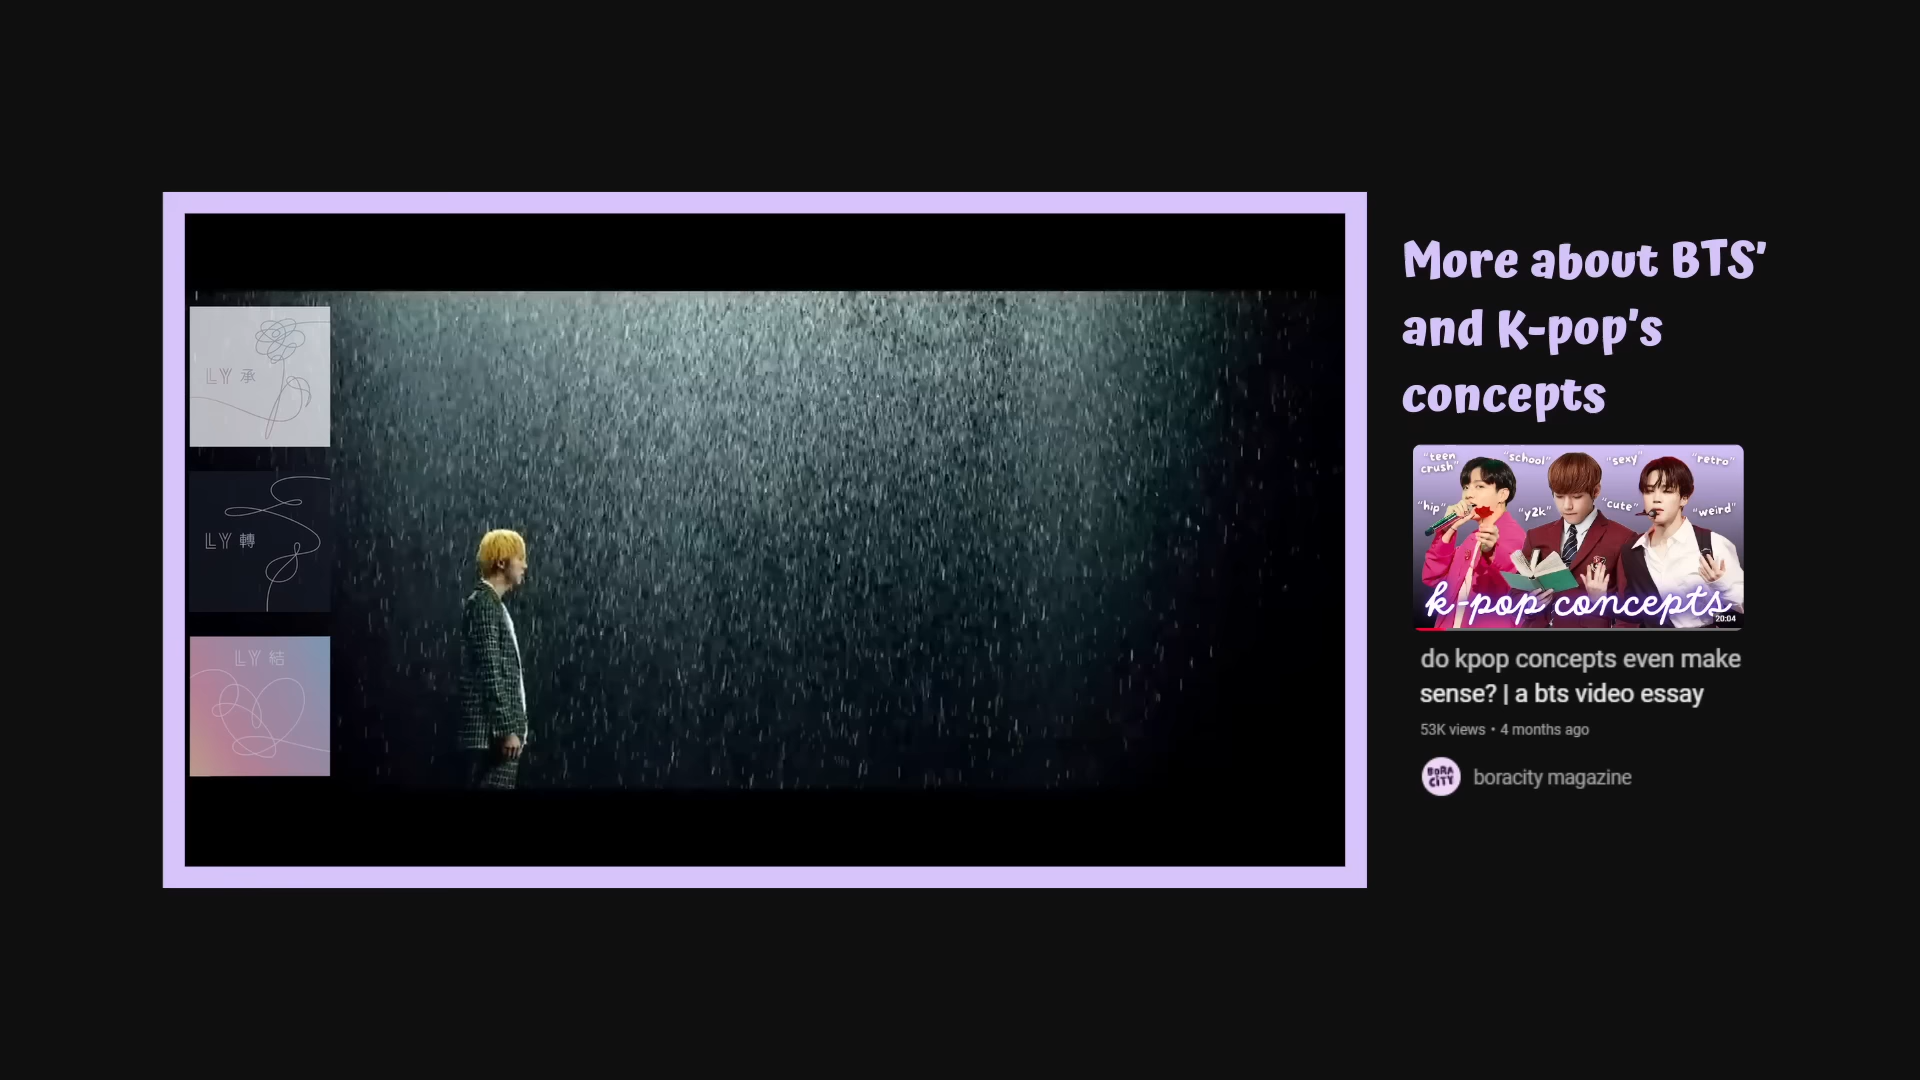 LY 承
LY 轉
LY 結
More about BTS'
and K-pop's
concepts
"teen
crush"
"school"
"sexy"
"retro"
"hip"
"y2k"
"cute"
"weird"
k-pop concepts
20:04
do kpop concepts even make
sense? | a bts video essay
53K views • 4 months ago
BORA
CITY
boracity magazine